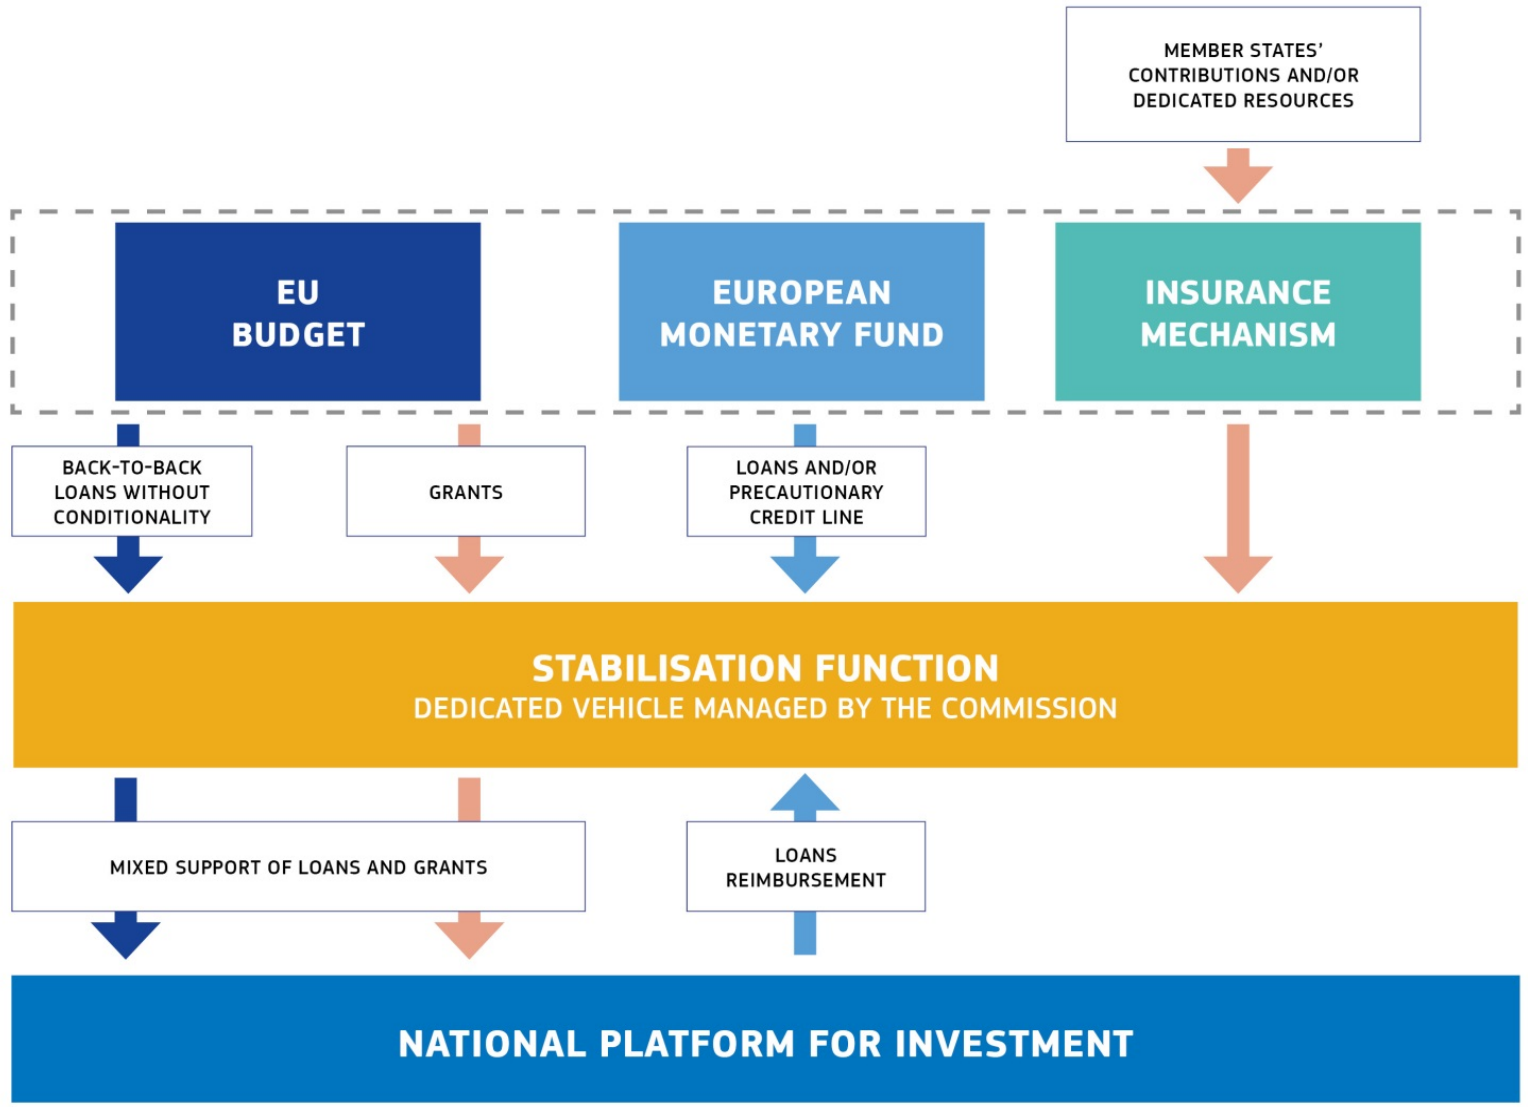 MEMBER STATES’
CONTRIBUTIONS AND/OR
DEDICATED RESOURCES
EU
BUDGET
EUROPEAN
MONETARY FUND
INSURANCE
MECHANISM
BACK-TO-BACK
LOANS WITHOUT
CONDITIONALITY
GRANTS
LOANS AND/OR
PRECAUTIONARY
CREDIT LINE
STABILISATION FUNCTION
DEDICATED VEHICLE MANAGED BY THE COMMISSION
MIXED SUPPORT OF LOANS AND GRANTS
LOANS
REIMBURSEMENT
NATIONAL PLATFORM FOR INVESTMENT